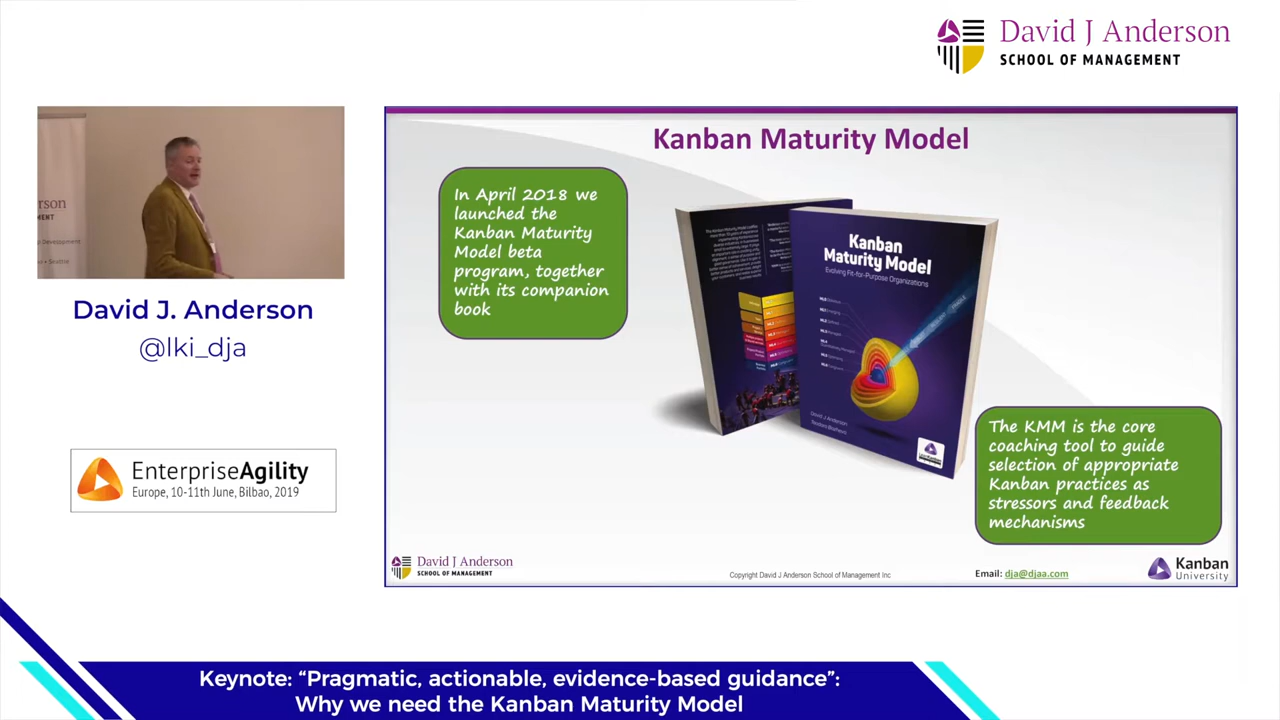 David J Anderson
SCHOOL OF MANAGEMENT
David J. Anderson
@lki_dja
EnterpriseAgility
Europe, 10-11th June, Bilbao, 2019
Kanban Maturity Model
In April 2018 we
launched the
Kanban Maturity
Model beta
program, together
with its companion
book
Kanban
Maturity Model
Evolving Fit-for-Purpose Organizations
David J Anderson
The KMM is the core
coaching tool to guide
selection of appropriate
Kanban practices as
stressors and feedback
mechanisms
David J Anderson
SCHOOL OF MANAGEMENT
Copyright David J Anderson School of Management Inc
Email: dja@djaa.com
Kanban
University
Keynote: “Pragmatic, actionable, evidence-based guidance”:
Why we need the Kanban Maturity Model